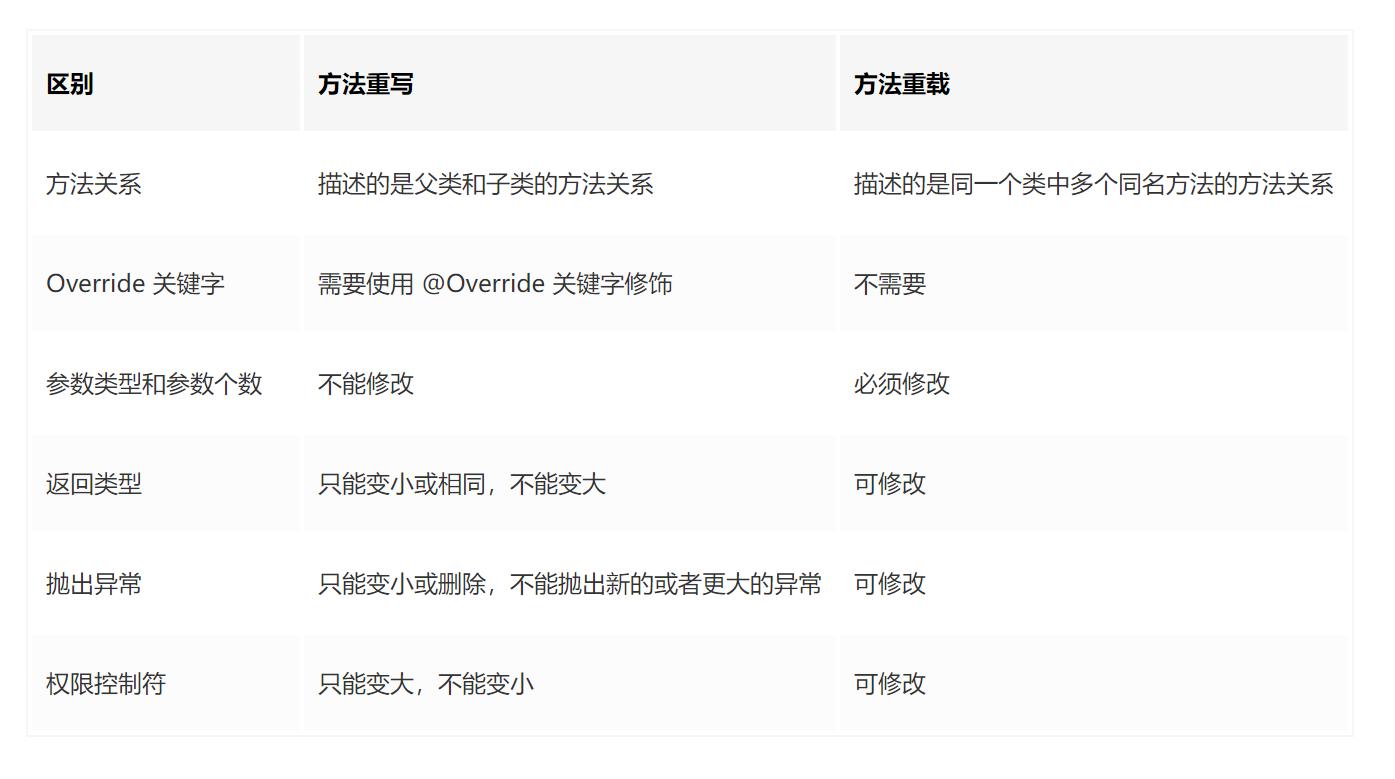 区别 方法重写 方法重载
方法关系 描述的是父类和子类的方法关系 描述的是同一个类中多个同名方法的方法关系
Override 关键字 需要使用 @Override 关键字修饰 不需要
参数类型和参数个数 不能修改 必须修改
返回类型 只能变小或相同，不能变大 可修改
抛出异常 只能变小或删除，不能抛出新的或者更大的异常 可修改
权限控制符 只能变大，不能变小 可修改